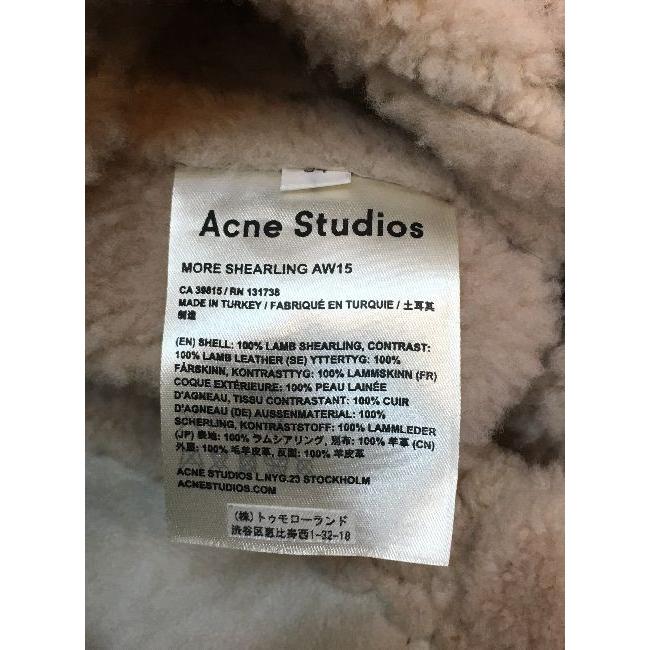 34
Acne Studios
MORE SHEARLING AW15
CA 39815 / RN 131738
MADE IN TURKEY / FABRIQUÉ EN TURQUIE / 土耳其
制造
(EN) SHELL: 100% LAMB SHEARLING, CONTRAST:
100% LAMB LEATHER (SE) YTTERTYG: 100%
FÅRSKINN, KONTRASTTYG: 100% LAMMSKINN (FR)
COQUE EXTÉRIEURE: 100% PEAU LAINÉE
D'AGNEAU, TISSU CONTRASTANT: 100% CUIR
D'AGNEAU (DE) AUSSENMATERIAL: 100%
SCHERLING, KONTRASTSTOFF: 100% LAMMLEDER
(JP) 表地: 100% ラムシアリング, 別布: 100% 羊革 (CN)
外层: 100% 毛羊皮革, 反面: 100% 羊皮革
ACNE STUDIOS L.NYG.23 STOCKHOLM
ACNESTUDIOS.COM
(株)トゥモローランド
渋谷区恵比寿西1-32-18